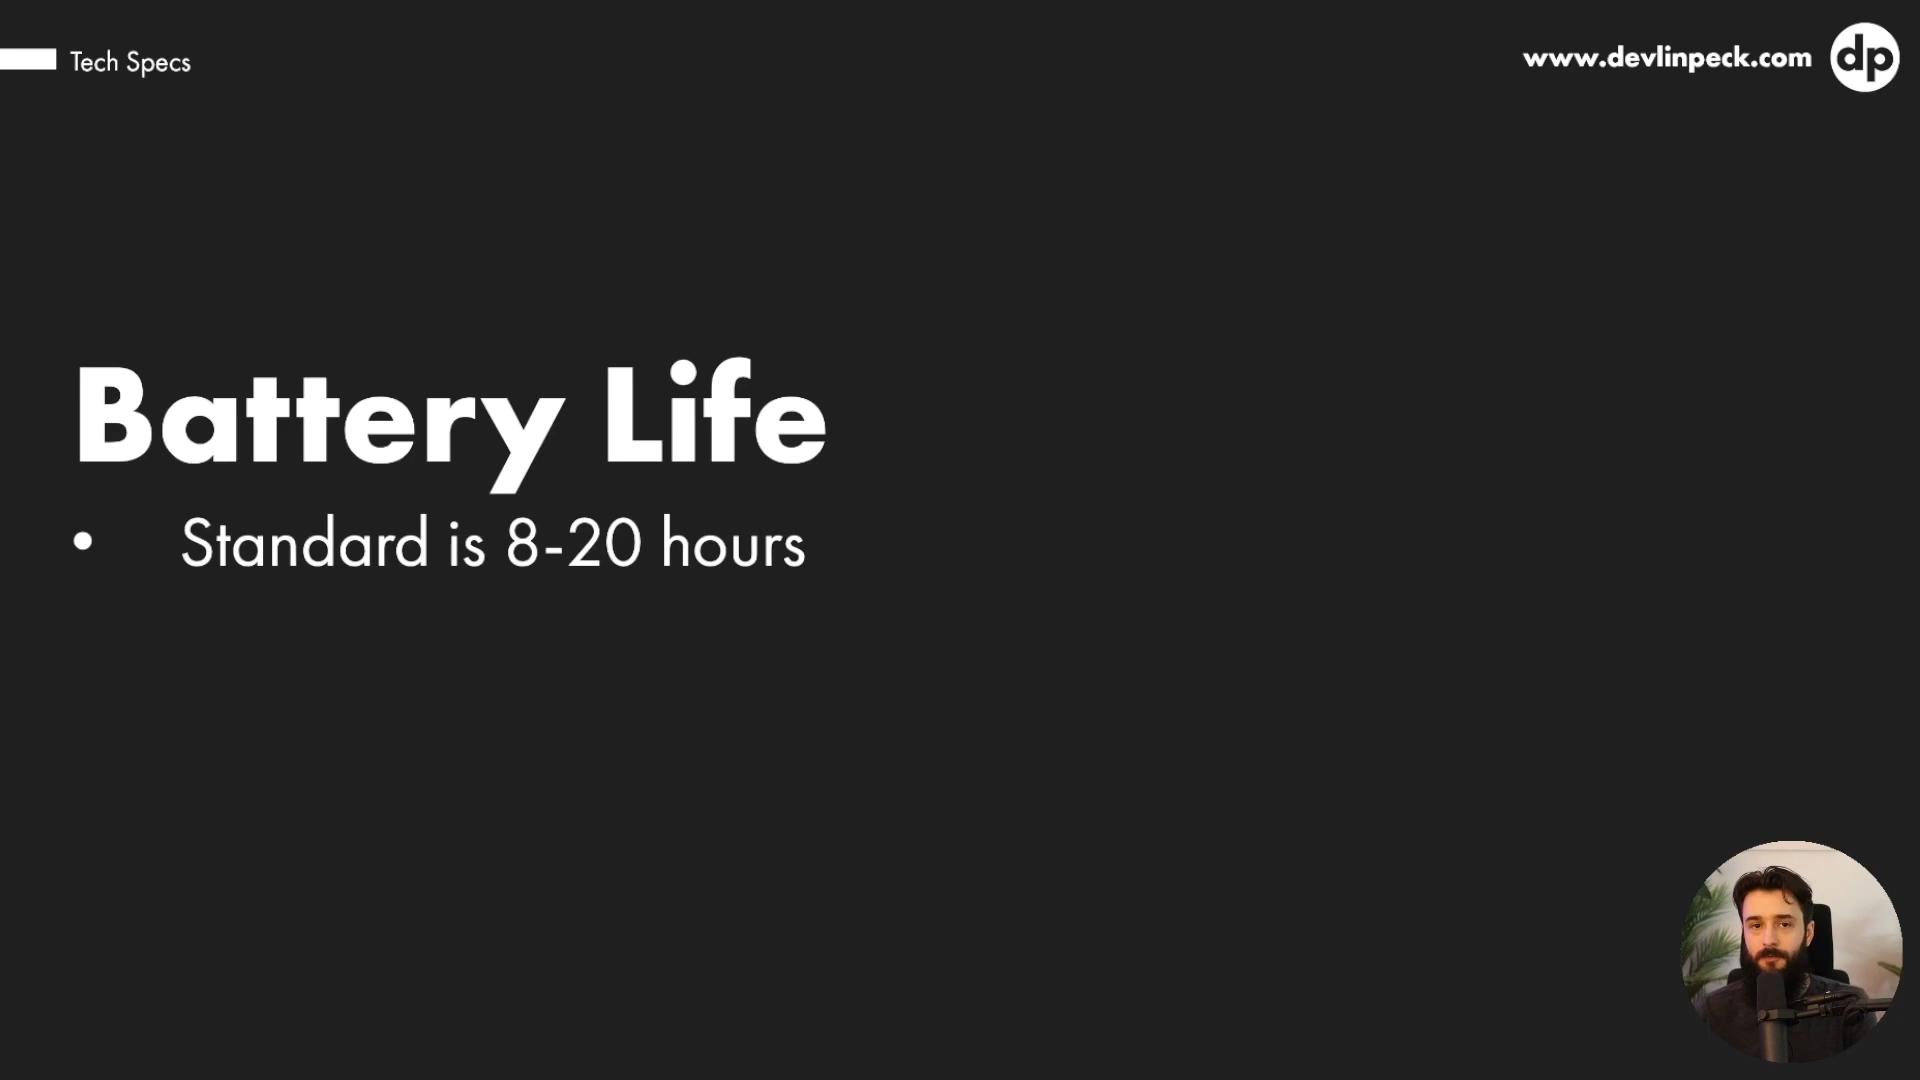 Tech Specs
www.devlinpeck.com
dp
Battery Life
• Standard is 8-20 hours